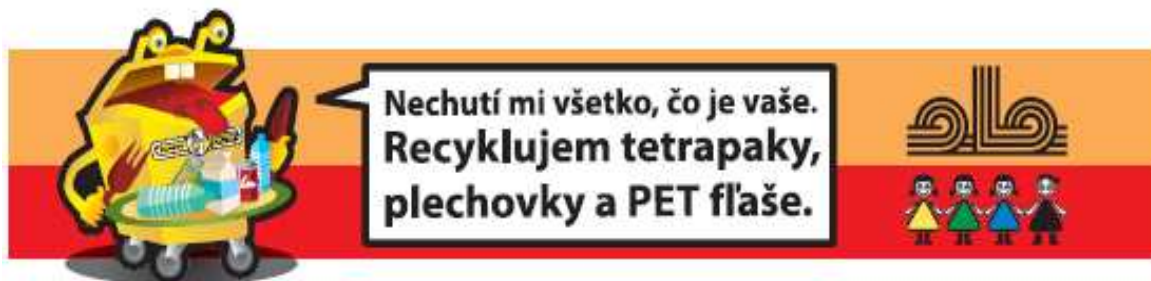 Nechutí mi všetko, čo je vaše.
Recyklujem tetrapaky,
plechovky a PET fľaše.